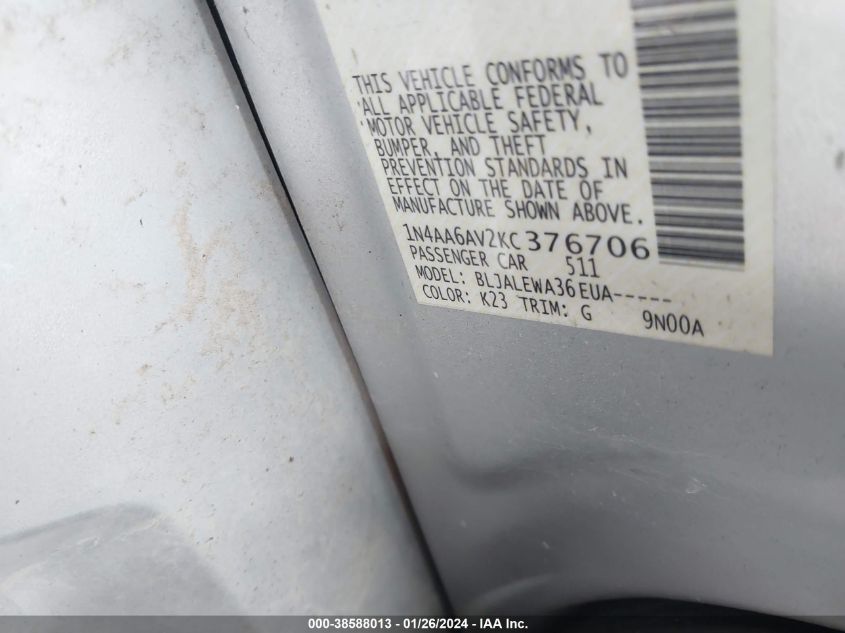 THIS VEHICLE CONFORMS TO
ALL APPLICABLE FEDERAL
MOTOR VEHICLE SAFETY,
BUMPER, AND THEFT
PREVENTION STANDARDS IN
EFFECT ON THE DATE OF
MANUFACTURE SHOWN ABOVE.
1N4AA6AV2KC376706
PASSENGER CAR 511
MODEL: BLJALEWA36EUA-----
COLOR: K23 TRIM: G 9N00A
000-38588013 - 01/26/2024 - IAA Inc.